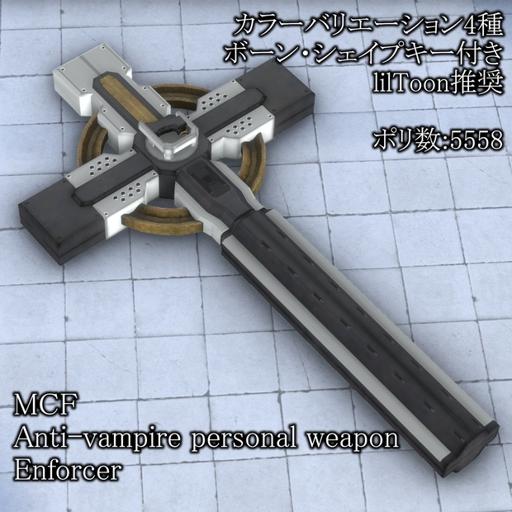 カラーバリエーション4種
ボーン・シェイプキー付き
lilToon推奨
ポリ数:5558
MCF
Anti-vampire personal weapon
Enforcer